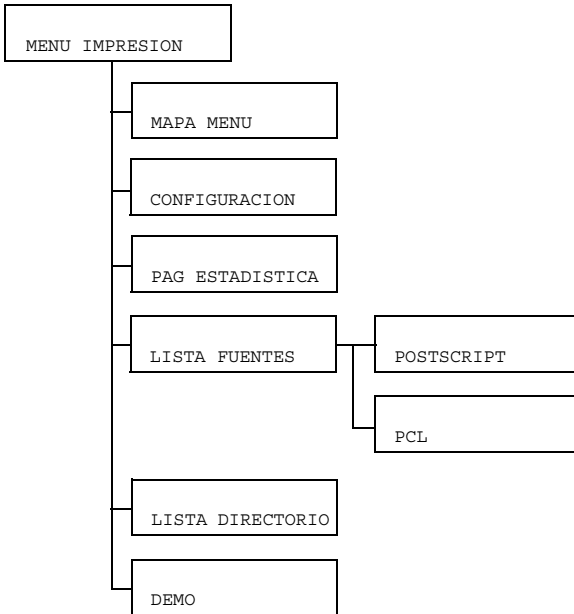 MENU IMPRESION
MAPA MENU
CONFIGURACION
PAG ESTADISTICA
LISTA FUENTES
POSTSCRIPT
PCL
LISTA DIRECTORIO
DEMO